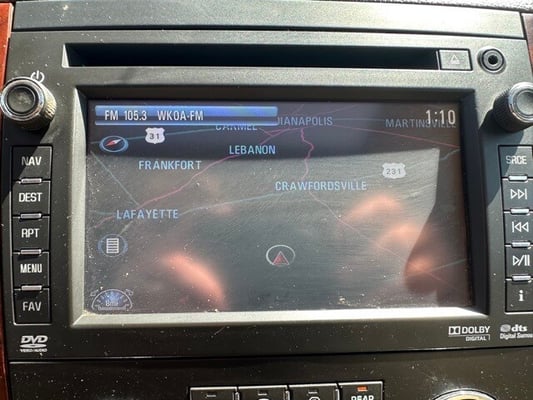 FM 105.3 WKOA-FM
1:10
DIANAPOLIS
MARTINSVILLE
CARMEL
31
LEBANON
FRANKFORT
231
CRAWFORDSVILLE
LAFAYETTE
NAV
DEST
RPT
MENU
FAV
SRCE
i
DVD
VIDEO/AUDIO
DOLBY
DIGITAL
dts
Digital Surround
REAR